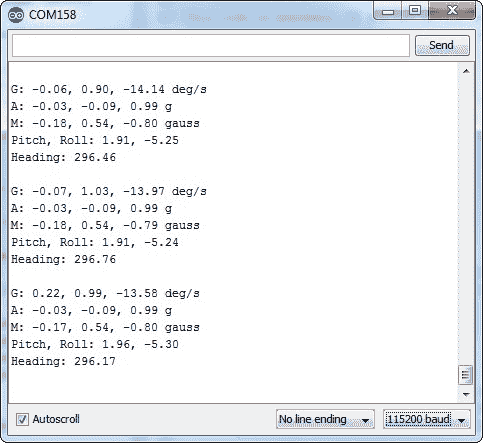 COM158
Send
G: -0.06, 0.90, -14.14 deg/s
A: -0.03, -0.09, 0.99 g
M: -0.18, 0.54, -0.80 gauss
Pitch, Roll: 1.91, -5.25
Heading: 296.46
G: -0.07, 1.03, -13.97 deg/s
A: -0.03, -0.09, 0.99 g
M: -0.18, 0.54, -0.79 gauss
Pitch, Roll: 1.91, -5.24
Heading: 296.76
G: 0.22, 0.99, -13.58 deg/s
A: -0.03, -0.09, 0.99 g
M: -0.17, 0.54, -0.80 gauss
Pitch, Roll: 1.96, -5.30
Heading: 296.17
Autoscroll
No line ending
115200 baud